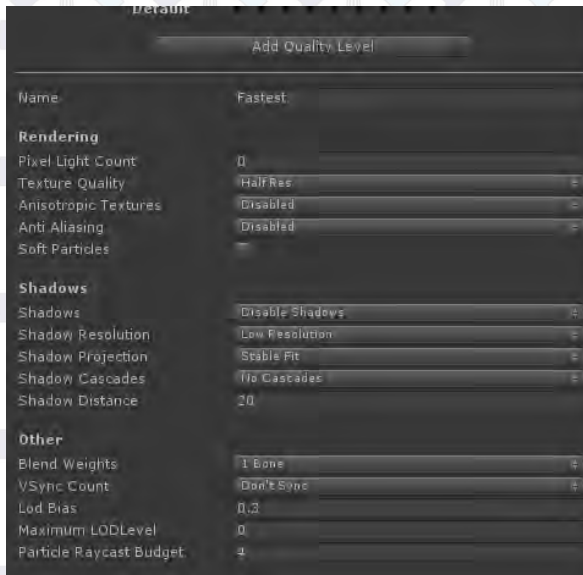 Default
Add Quality Level
Name Fastest
Rendering
Pixel Light Count 0
Texture Quality Half Res
Anisotropic Textures Disabled
Anti Aliasing Disabled
Soft Particles
Shadows
Shadows Disable Shadows
Shadow Resolution Low Resolution
Shadow Projection Stable Fit
Shadow Cascades No Cascades
Shadow Distance 20
Other
Blend Weights 1 Bone
VSync Count Don't Sync
Lod Bias 0.3
Maximum LODLevel 0
Particle Raycast Budget 4